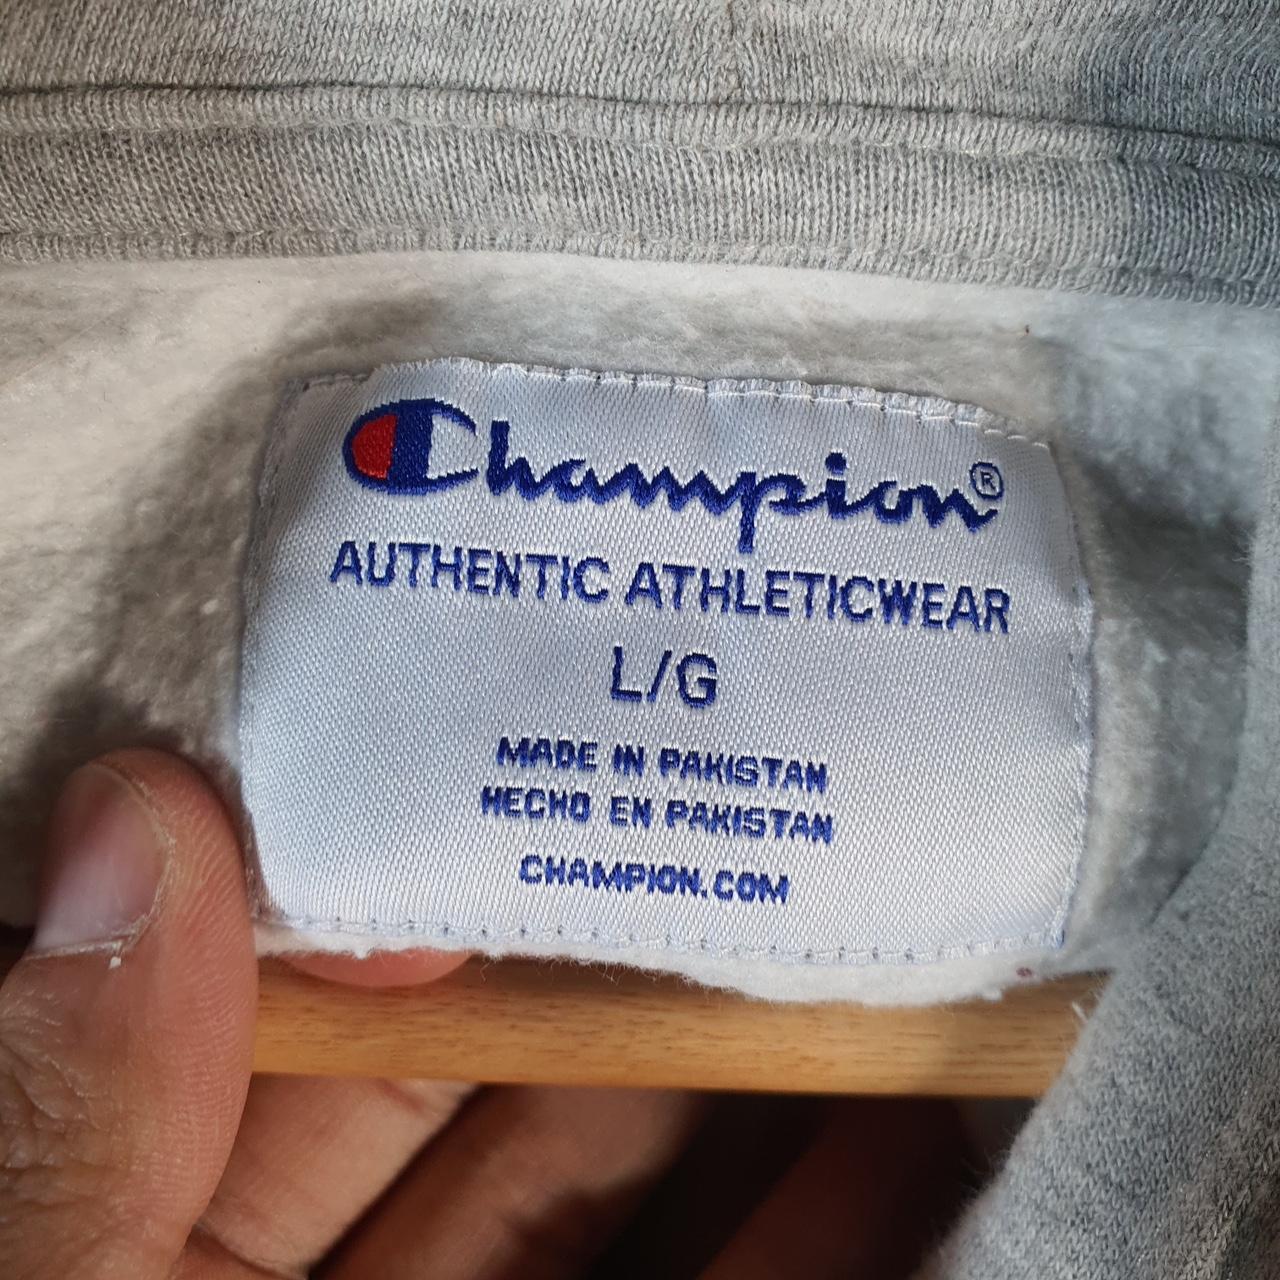 Champion®
AUTHENTIC ATHLETICWEAR
L/G
MADE IN PAKISTAN
HECHO EN PAKISTAN
CHAMPION.COM